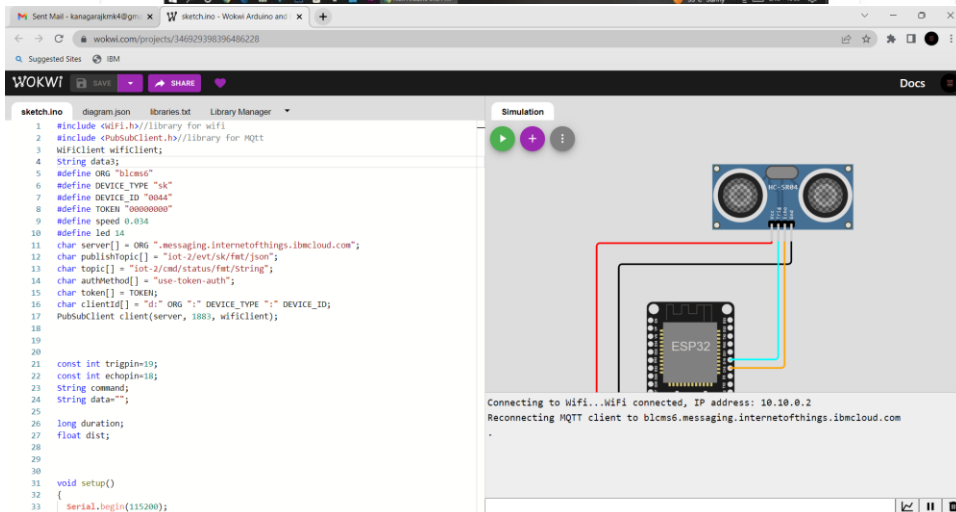 Sent Mail - kanagarajkmk4@gm
sketch.ino - Wokwi Arduino and
wokwi.com/projects/346929398396486228
Suggested Sites IBM
WOKWI SAVE SHARE Docs
sketch.ino diagram.json libraries.txt Library Manager
Simulation
1 #include <WiFi.h>//library for wifi
2 #include <PubSubClient.h>//library for MQtt
3 WiFiClient wifiClient;
4 String data3;
5 #define ORG "blcms6"
6 #define DEVICE_TYPE "sk"
7 #define DEVICE_ID "0044"
8 #define TOKEN "00000000"
9 #define speed 0.034
10 #define led 14
11 char server[] = ORG ".messaging.internetofthings.ibmcloud.com";
12 char publishTopic[] = "iot-2/evt/sk/fmt/json";
13 char topic[] = "iot-2/cmd/status/fmt/String";
14 char authMethod[] = "use-token-auth";
15 char token[] = TOKEN;
16 char clientId[] = "d:" ORG ":" DEVICE_TYPE ":" DEVICE_ID;
17 PubSubClient client(server, 1883, wifiClient);
18
19
20
21 const int trigpin=19;
22 const int echopin=18;
23 String command;
24 String data="";
25
26 long duration;
27 float dist;
28
29
30
31 void setup()
32 {
33 Serial.begin(115200);
HC-SR04
Vcc
Trig
Echo
Gnd
ESP32
Connecting to Wifi...WiFi connected, IP address: 10.10.0.2
Reconnecting MQTT client to blcms6.messaging.internetofthings.ibmcloud.com
.